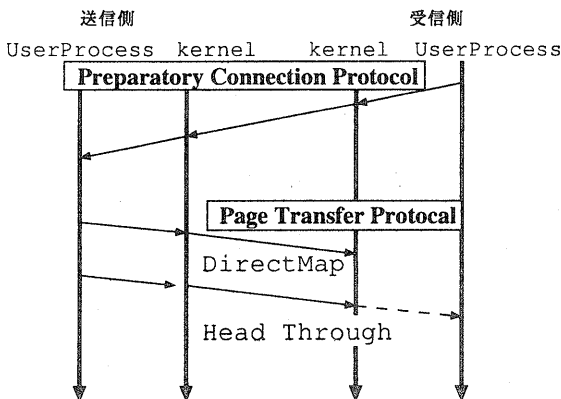 送信側 受信側
UserProcess kernel kernel UserProcess
Preparatory Connection Protocol
Page Transfer Protocal
DirectMap
Head Through